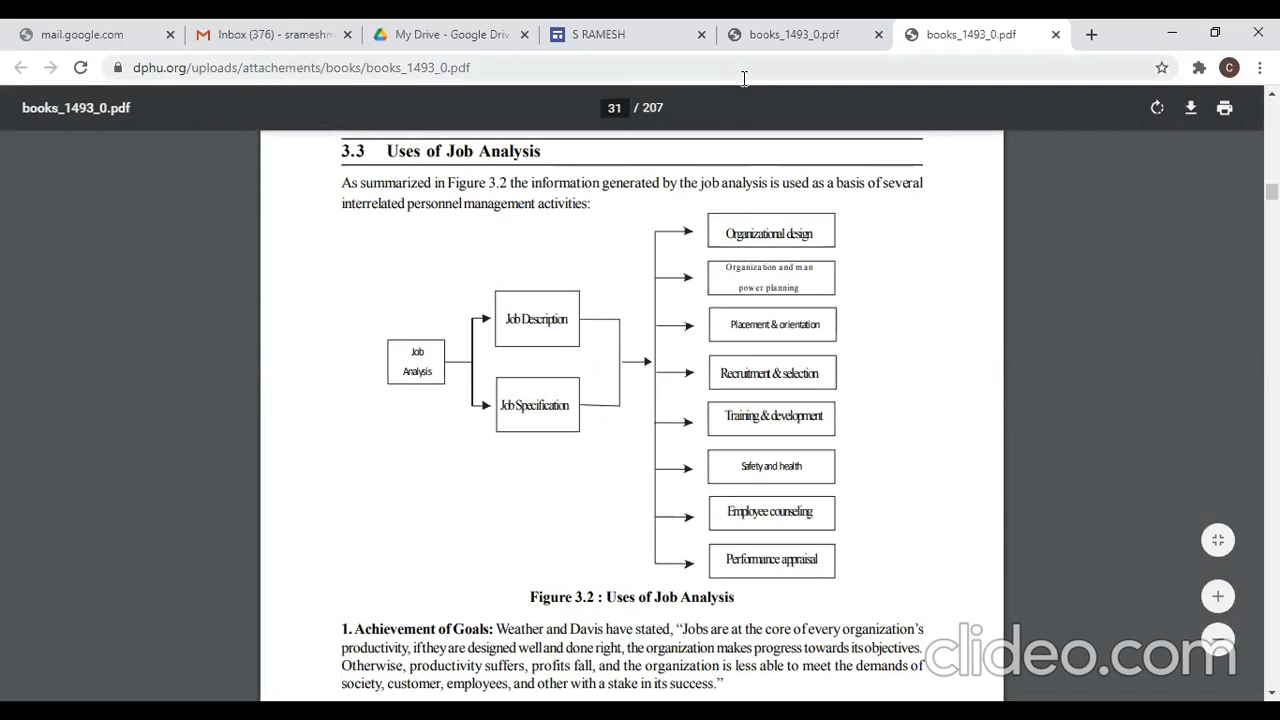 mail.google.com
Inbox (376) - srameshm
My Drive - Google Driv
S RAMESH
books_1493_0.pdf
books_1493_0.pdf
dphu.org/uploads/attachements/books/books_1493_0.pdf
C
books_1493_0.pdf
31 / 207
3.3 Uses of Job Analysis
As summarized in Figure 3.2 the information generated by the job analysis is used as a basis of several
interrelated personnel management activities:
Organizational design
Organization and man
power planning
Job Description
Placement & orientation
Job
Analysis
Recruitment & selection
Job Specification
Training & development
Safety and health
Employee counseling
Performance appraisal
Figure 3.2 : Uses of Job Analysis
1. Achievement of Goals: Weather and Davis have stated, “Jobs are at the core of every organization’s
productivity, if they are designed well and done right, the organization makes progress towards its objectives.
Otherwise, productivity suffers, profits fall, and the organization is less able to meet the demands of
society, customer, employees, and other with a stake in its success.”
clideo.com